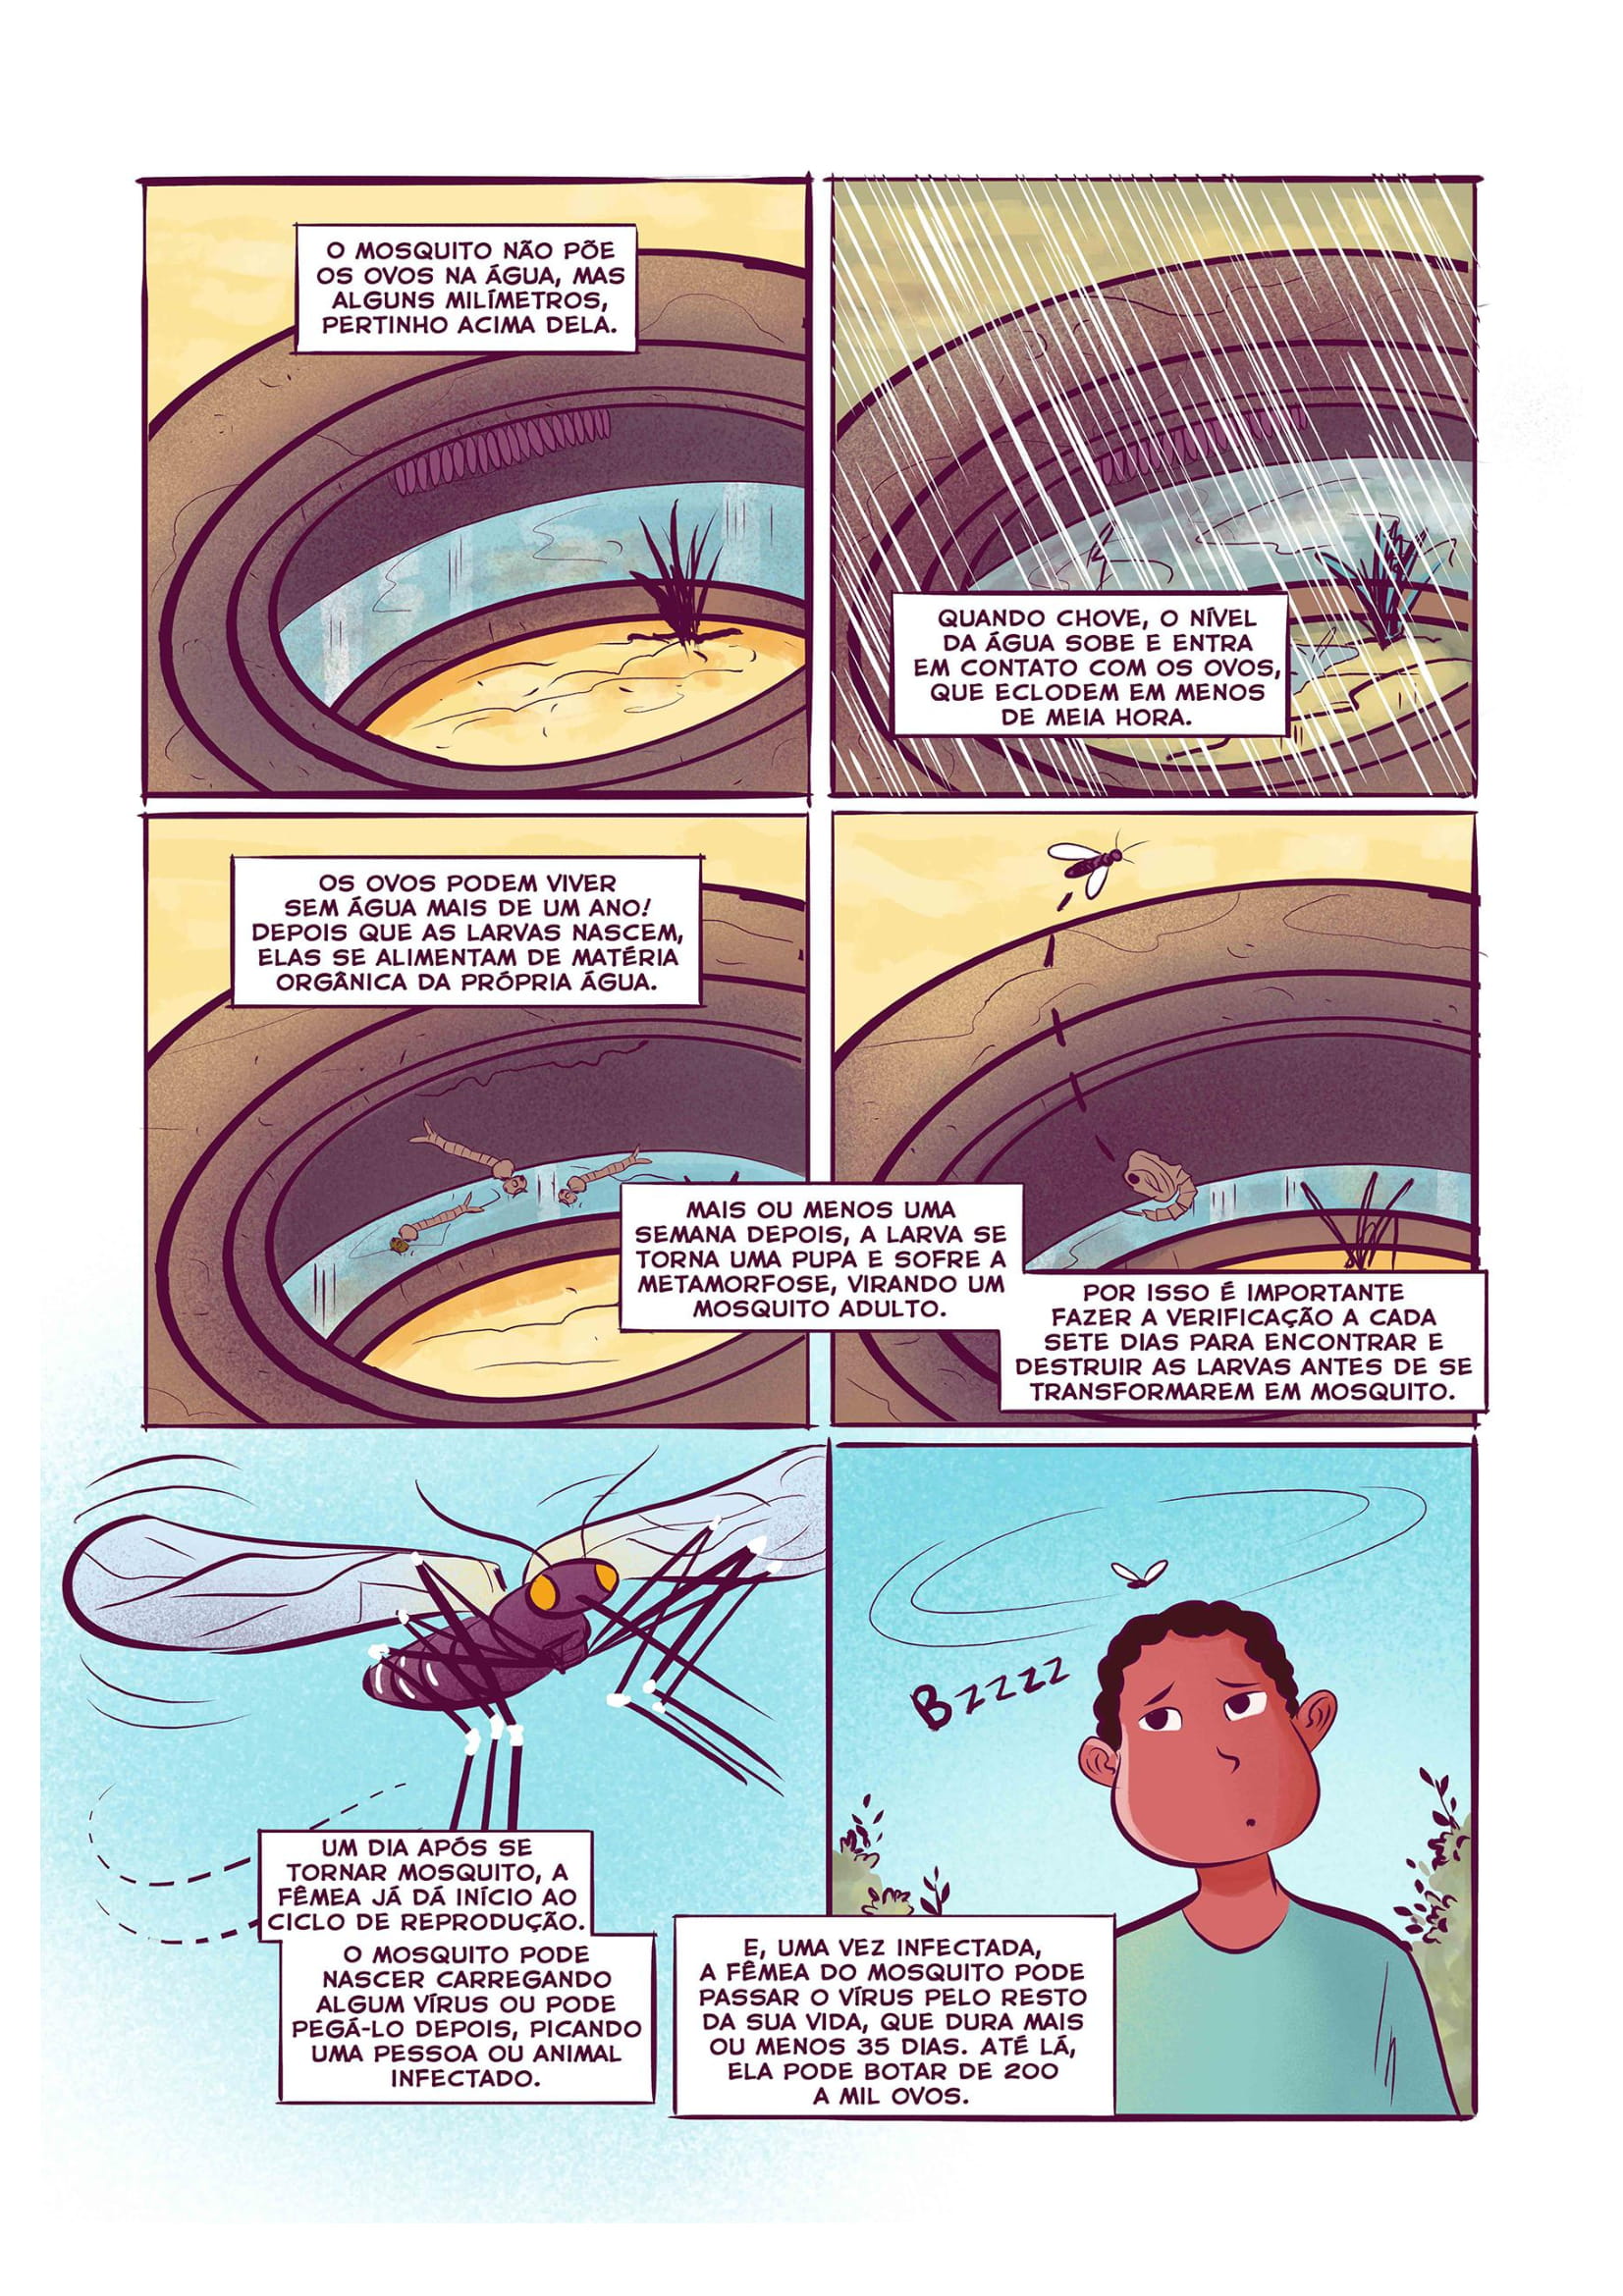 O MOSQUITO NÃO PÕE
OS OVOS NA ÁGUA, MAS
ALGUNS MILÍMETROS,
PERTINHO ACIMA DELA.
QUANDO CHOVE, O NÍVEL
DA ÁGUA SOBE E ENTRA
EM CONTATO COM OS OVOS,
QUE ECLODEM EM MENOS
DE MEIA HORA.
OS OVOS PODEM VIVER
SEM ÁGUA MAIS DE UM ANO!
DEPOIS QUE AS LARVAS NASCEM,
ELAS SE ALIMENTAM DE MATÉRIA
ORGÂNICA DA PRÓPRIA ÁGUA.
MAIS OU MENOS UMA
SEMANA DEPOIS, A LARVA SE
TORNA UMA PUPA E SOFRE A
METAMORFOSE, VIRANDO UM
MOSQUITO ADULTO.
POR ISSO É IMPORTANTE
FAZER A VERIFICAÇÃO A CADA
SETE DIAS PARA ENCONTRAR E
DESTRUIR AS LARVAS ANTES DE SE
TRANSFORMAREM EM MOSQUITO.
UM DIA APÓS SE
TORNAR MOSQUITO, A
FÊMEA JÁ DÁ INÍCIO AO
CICLO DE REPRODUÇÃO.
O MOSQUITO PODE
NASCER CARREGANDO
ALGUM VÍRUS OU PODE
PEGÁ-LO DEPOIS, PICANDO
UMA PESSOA OU ANIMAL
INFECTADO.
BZZZZ
E, UMA VEZ INFECTADA,
A FÊMEA DO MOSQUITO PODE
PASSAR O VÍRUS PELO RESTO
DA SUA VIDA, QUE DURA MAIS
OU MENOS 35 DIAS. ATÉ LÁ,
ELA PODE BOTAR DE 200
A MIL OVOS.